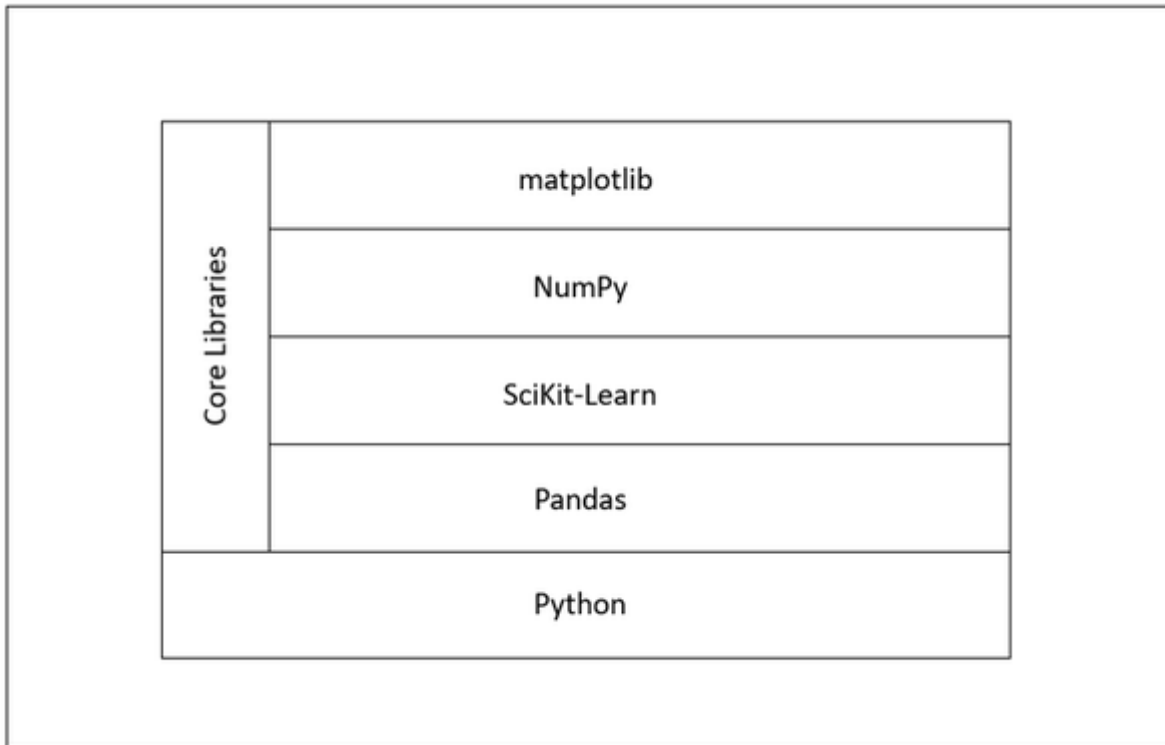 Core Libraries
matplotlib
NumPy
SciKit-Learn
Pandas
Python